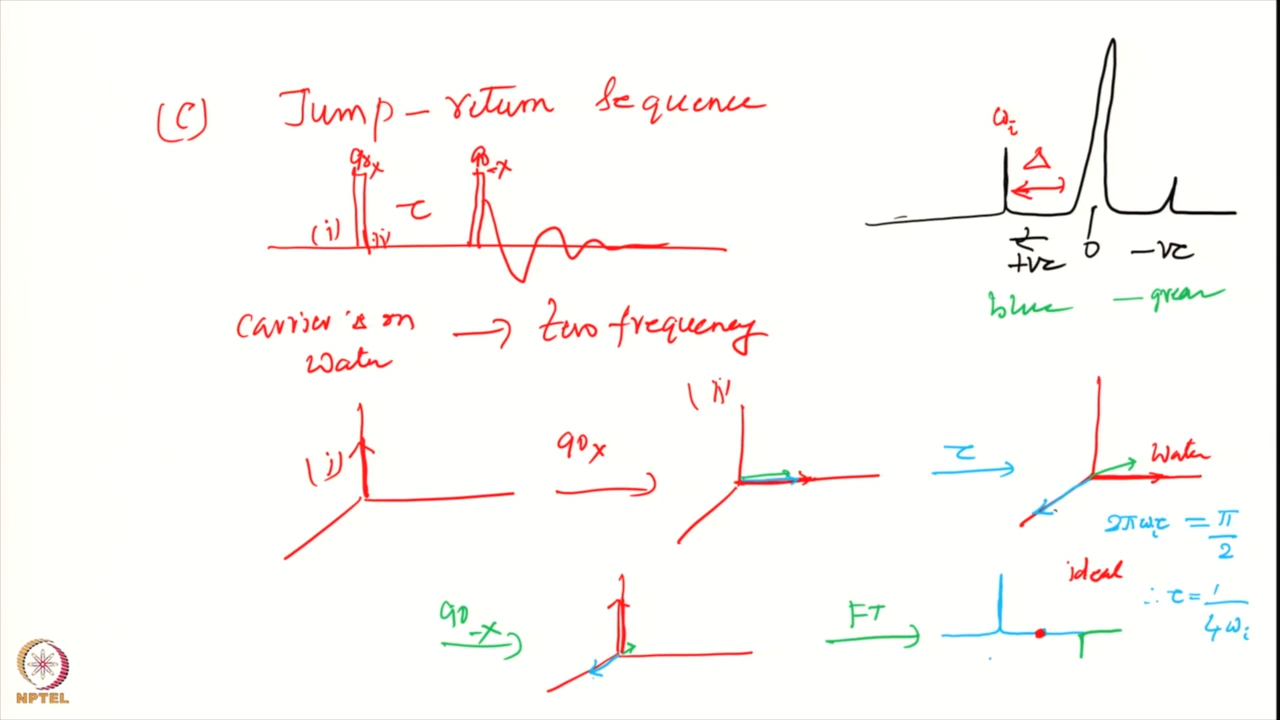 (C) Jump-return Sequence
90x
90-x
(i)
(ii)
τ
ωi
Δ
+ve
0
-ve
blue
-green
Carrier is on → Zero frequency
Water
(i)
90x
(ii)
τ
Water
2πωiτ = π/2
∴ τ = 1/4ωi
90-x
FT
ideal
NPTEL